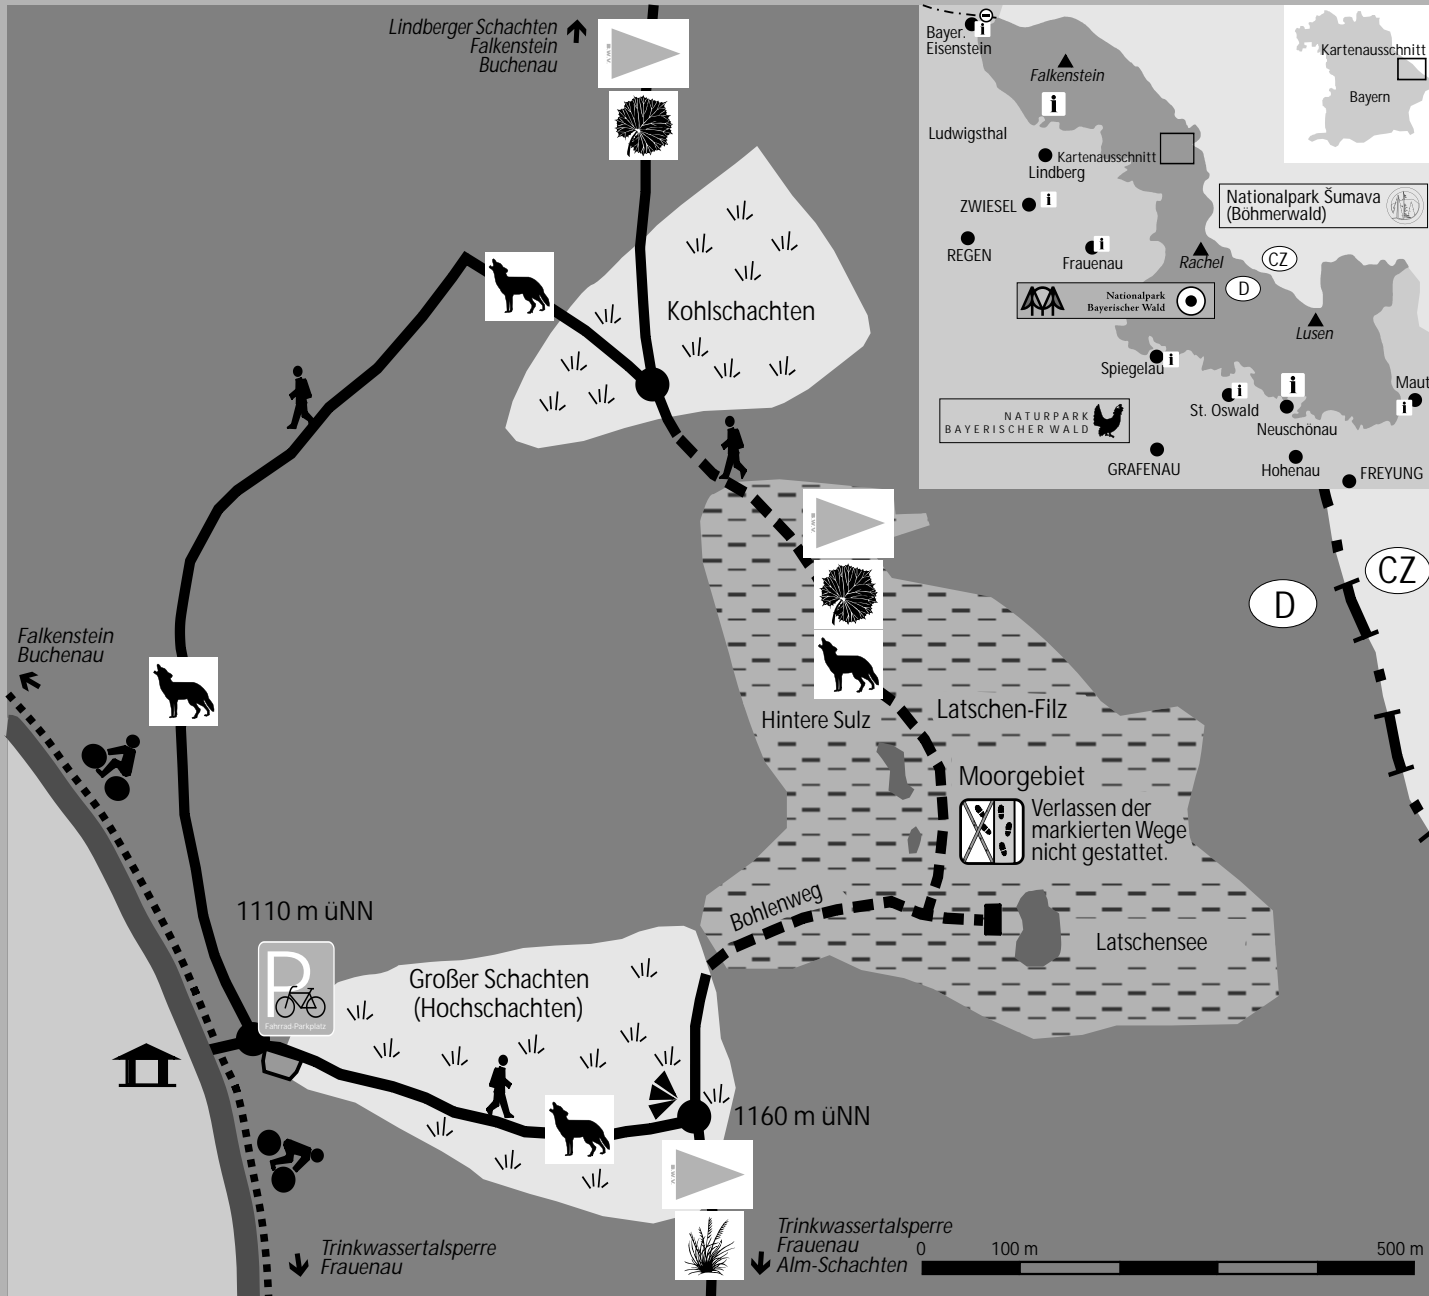 Lindberger Schachten
Falkenstein
Buchenau
Bayer.
Eisenstein
Falkenstein
Ludwigsthal
Lindberg
Kartenausschnitt
ZWIESEL
REGEN
Frauenau
Rachel
CZ
D
Lusen
Spiegelau
St. Oswald
Neuschönau
Maut
GRAFENAU
Hohenau
FREYUNG
Kartenausschnitt
Bayern
Nationalpark Šumava
(Böhmerwald)
Nationalpark
Bayerischer Wald
NATURPARK
BAYERISCHER WALD
Kohlschachten
D
CZ
Falkenstein
Buchenau
Hintere Sulz
Latschen-Filz
Moorgebiet
Verlassen der
markierten Wege
nicht gestattet.
Bohlenweg
Latschensee
1110 m üNN
P
Fahrrad-Parkplatz
Großer Schachten
(Hochschachten)
1160 m üNN
Trinkwassertalsperre
Frauenau
Trinkwassertalsperre
Frauenau
Alm-Schachten
0 100 m 500 m